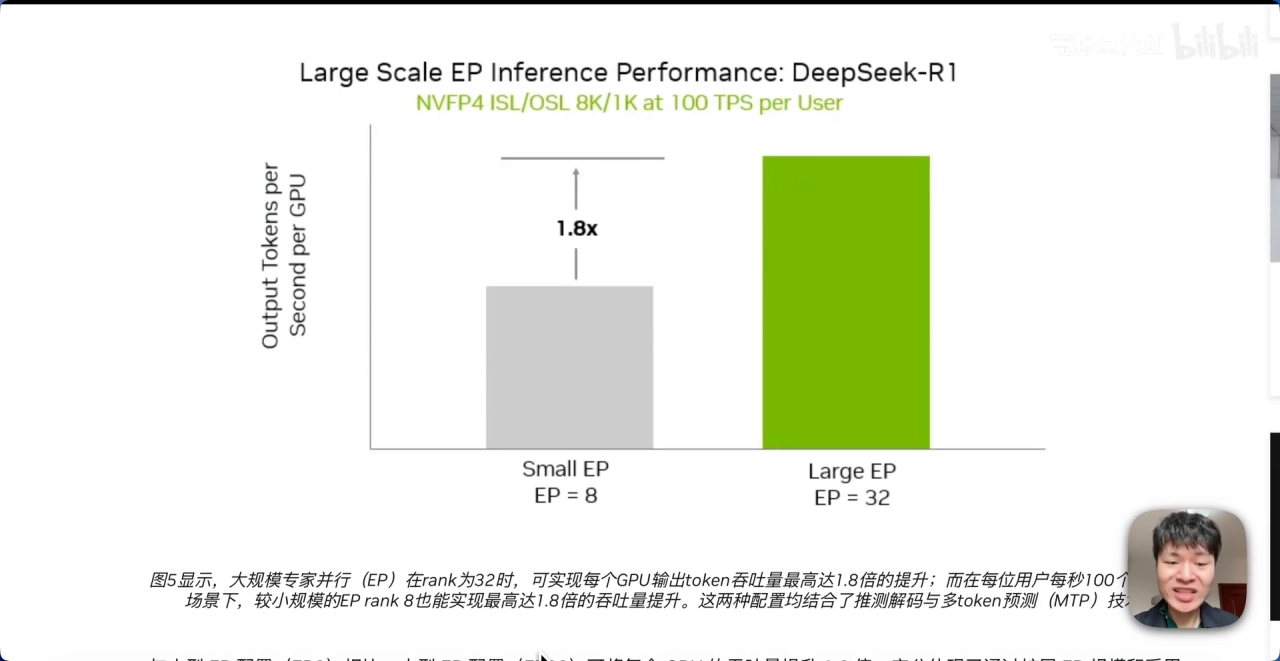 bilibili
Large Scale EP Inference Performance: DeepSeek-R1
NVFP4 ISL/OSL 8K/1K at 100 TPS per User
Output Tokens per
Second per GPU
1.8x
Small EP
EP = 8
Large EP
EP = 32
图5显示，大规模专家并行（EP）在rank为32时，可实现每个GPU输出token吞吐量最高达1.8倍的提升；而在每位用户每秒100个
场景下，较小规模的EP rank 8也能实现最高达1.8倍的吞吐量提升。这两种配置均结合了推测解码与多token预测（MTP）技